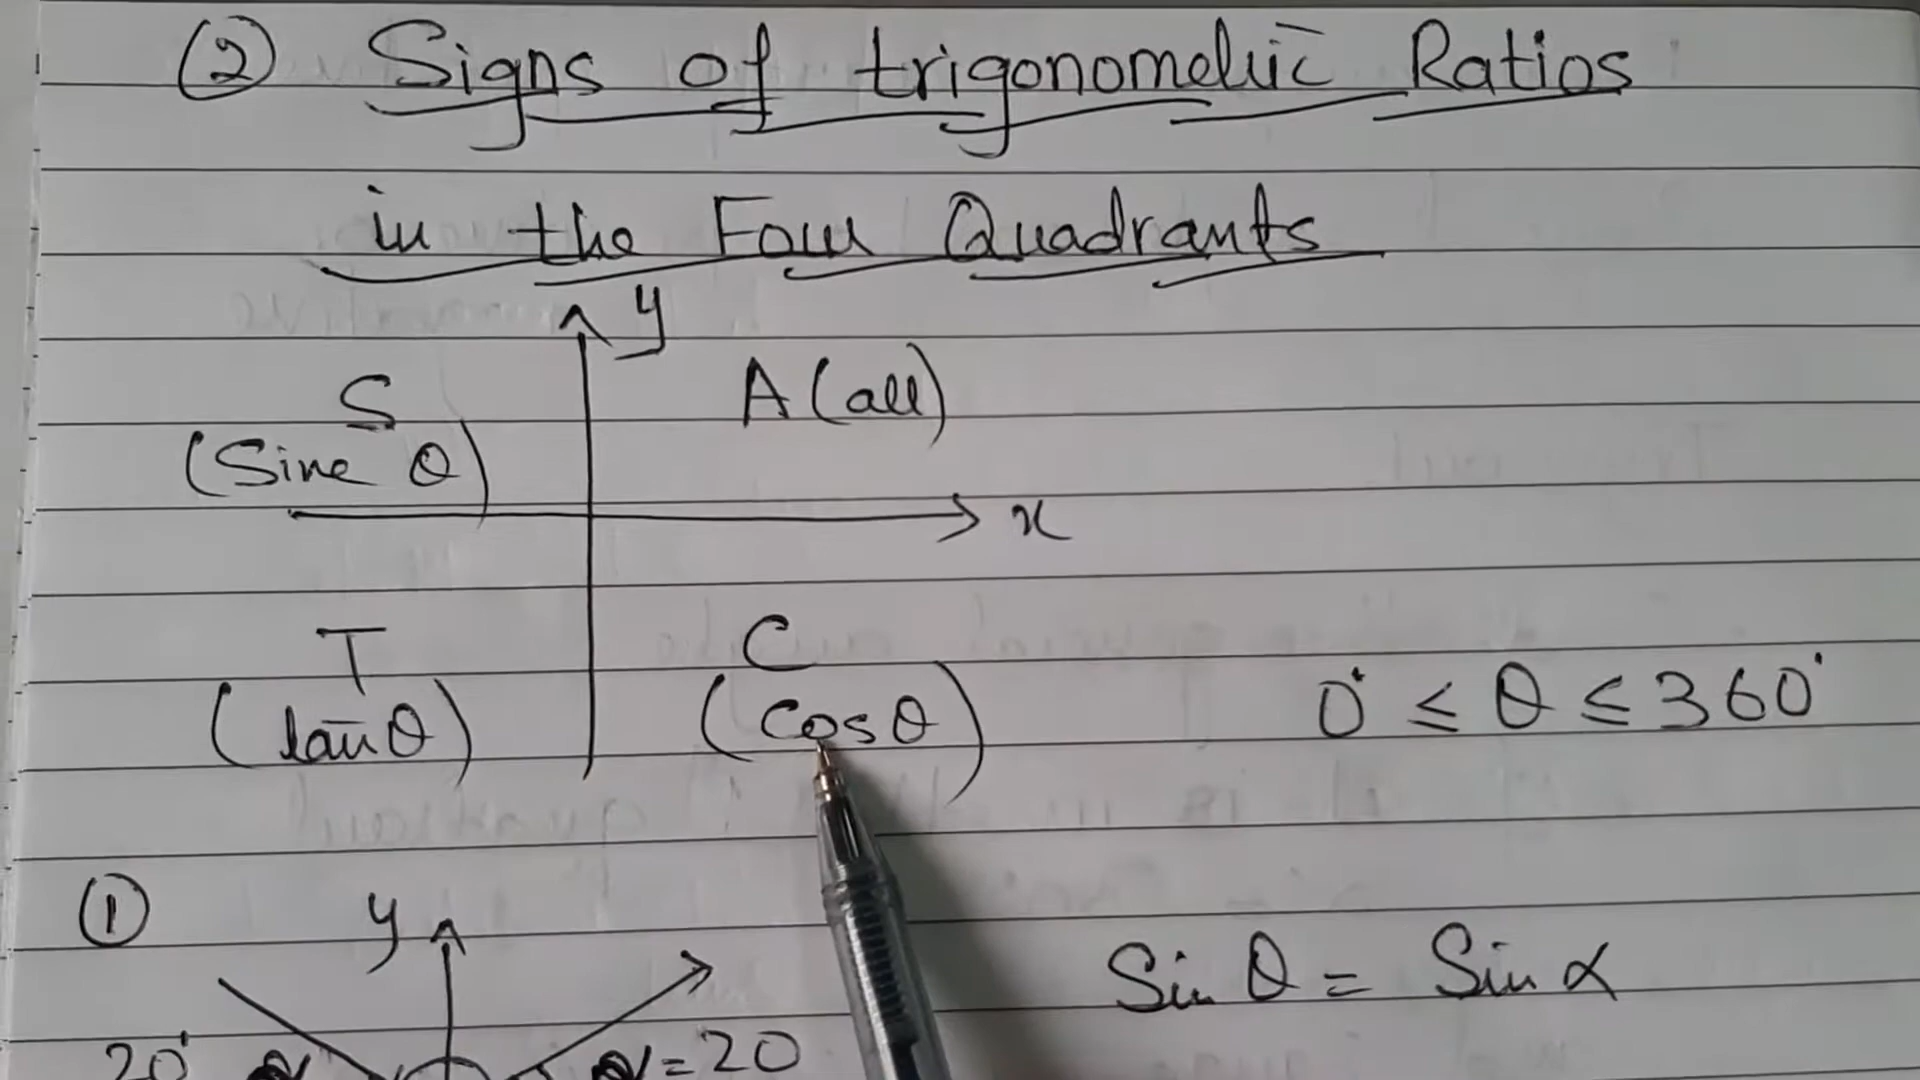 ② Signs of trigonometric Ratios
in the Four Quadrants
y
S A (all)
(Sine θ)
x
T C
(tan θ) (cos θ) 0° ≤ θ ≤ 360°
①
y
Sin θ = Sin α
20° α α = 20